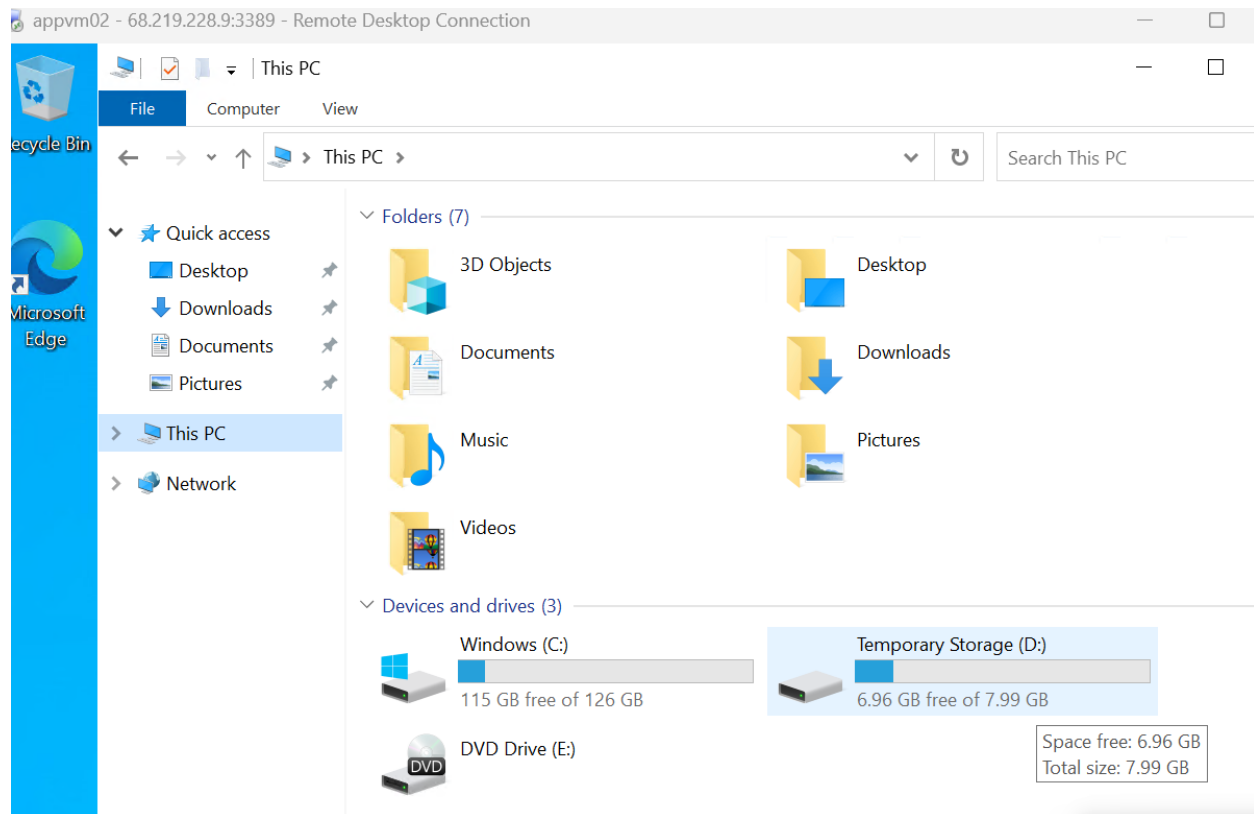 appvm02 - 68.219.228.9:3389 - Remote Desktop Connection
This PC
File Computer View
This PC
Search This PC
ecycle Bin
Microsoft
Edge
Quick access
Desktop
Downloads
Documents
Pictures
This PC
Network
Folders (7)
3D Objects
Desktop
Documents
Downloads
Music
Pictures
Videos
Devices and drives (3)
Windows (C:)
115 GB free of 126 GB
Temporary Storage (D:)
6.96 GB free of 7.99 GB
DVD Drive (E:)
DVD
Space free: 6.96 GB
Total size: 7.99 GB